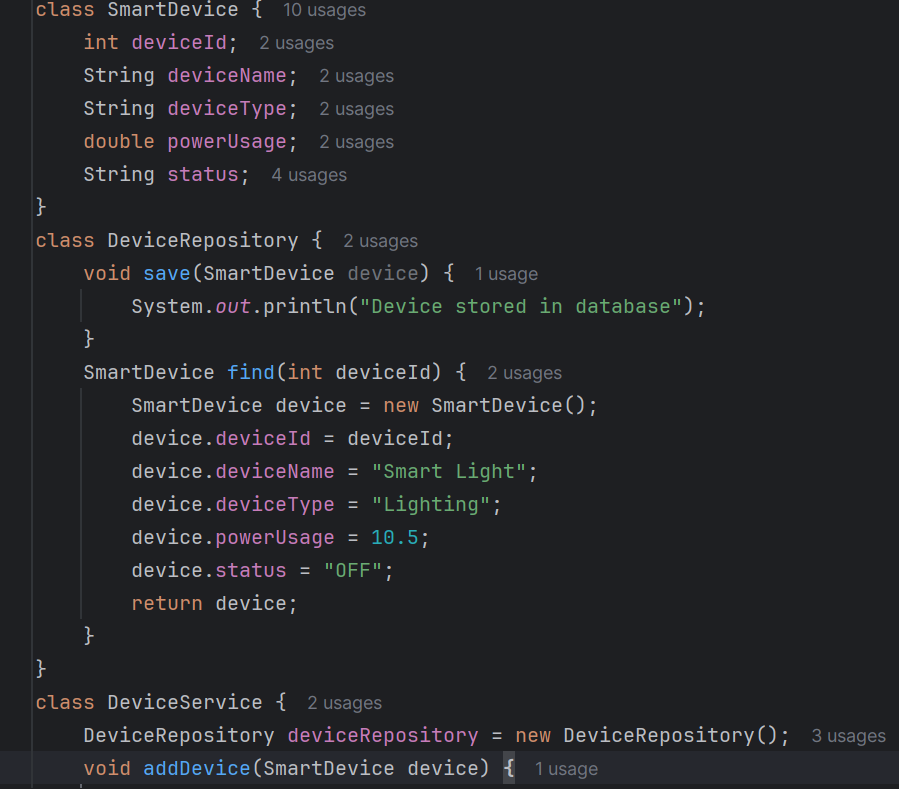 class SmartDevice { 10 usages
int deviceId; 2 usages
String deviceName; 2 usages
String deviceType; 2 usages
double powerUsage; 2 usages
String status; 4 usages
}
class DeviceRepository { 2 usages
void save(SmartDevice device) { 1 usage
System.out.println("Device stored in database");
}
SmartDevice find(int deviceId) { 2 usages
SmartDevice device = new SmartDevice();
device.deviceId = deviceId;
device.deviceName = "Smart Light";
device.deviceType = "Lighting";
device.powerUsage = 10.5;
device.status = "OFF";
return device;
}
}
class DeviceService { 2 usages
DeviceRepository deviceRepository = new DeviceRepository(); 3 usages
void addDevice(SmartDevice device) { 1 usage